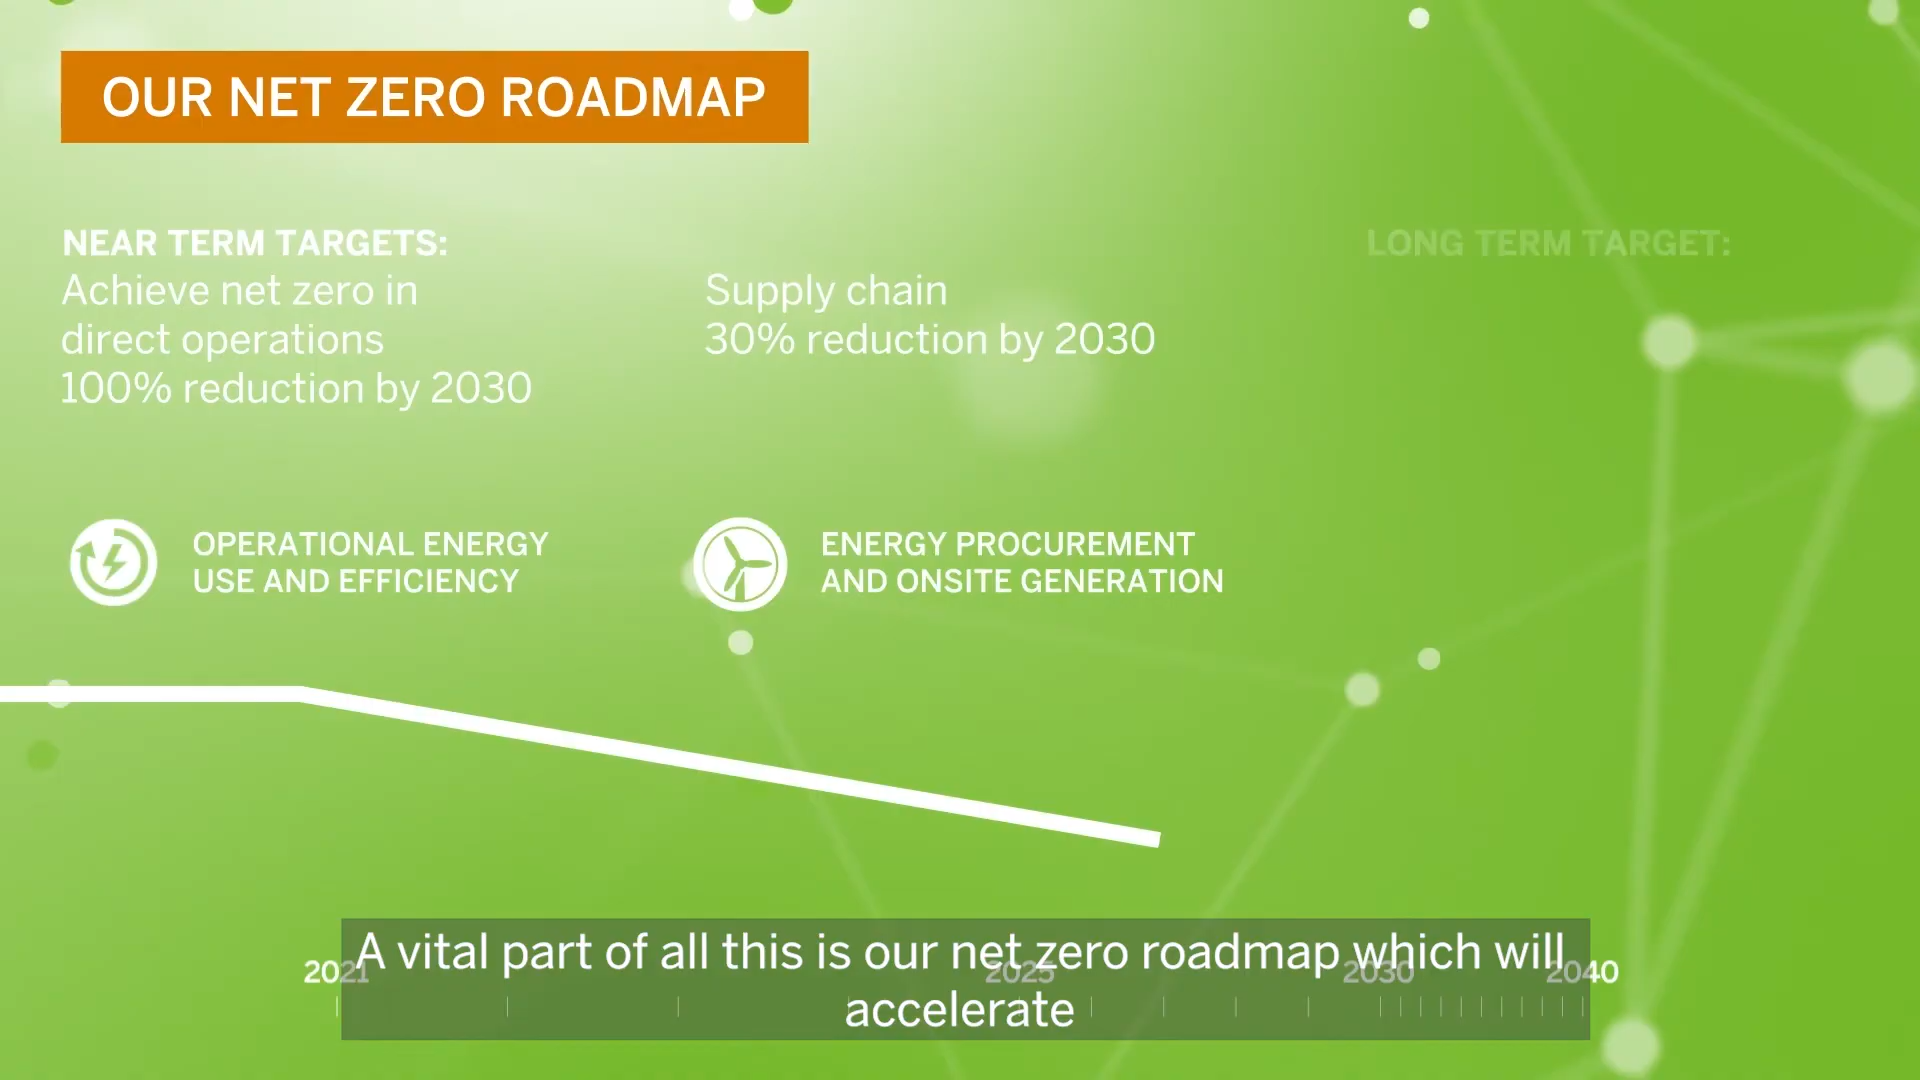 OUR NET ZERO ROADMAP
NEAR TERM TARGETS:
Achieve net zero in
direct operations
100% reduction by 2030
Supply chain
30% reduction by 2030
LONG TERM TARGET:
OPERATIONAL ENERGY
USE AND EFFICIENCY
ENERGY PROCUREMENT
AND ONSITE GENERATION
2021 2025 2030 2040
A vital part of all this is our net zero roadmap which will
accelerate